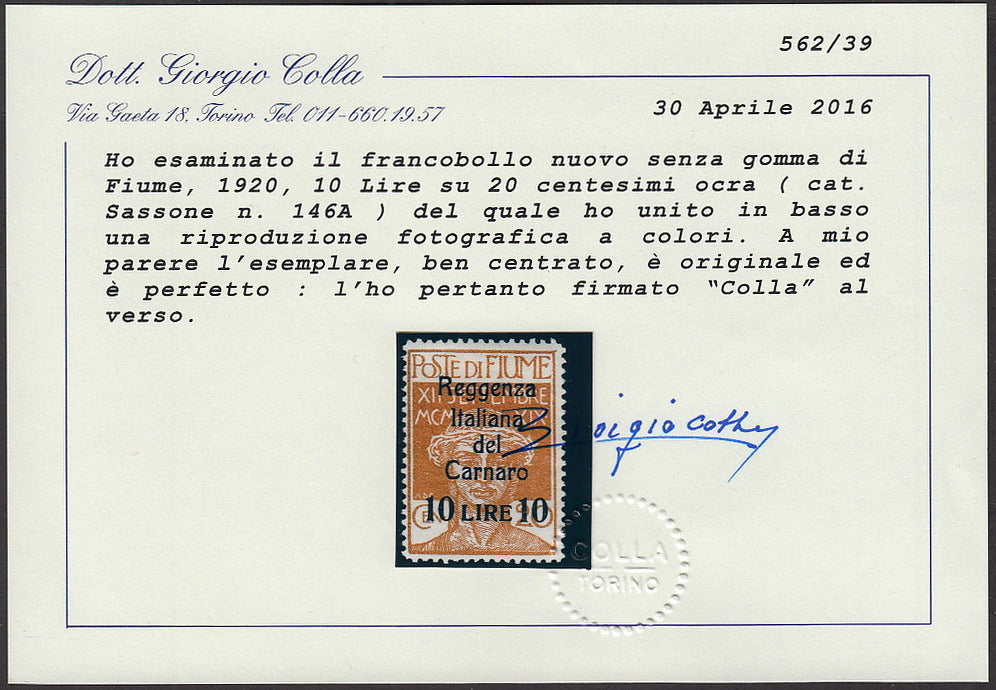 562/39
Dott. Giorgio Colla
Via Gaeta 18, Torino Tel. 011-660.19.57
30 Aprile 2016
Ho esaminato il francobollo nuovo senza gomma di
Fiume, 1920, 10 Lire su 20 centesimi ocra ( cat.
Sassone n. 146A ) del quale ho unito in basso
una riproduzione fotografica a colori. A mio
parere l'esemplare, ben centrato, è originale ed
è perfetto : l'ho pertanto firmato “Colla” al
verso.
POSTE DI FIUME
Reggenza
Italiana
del
Carnaro
10 LIRE 10
Giorgio Colla
COLLA
TORINO